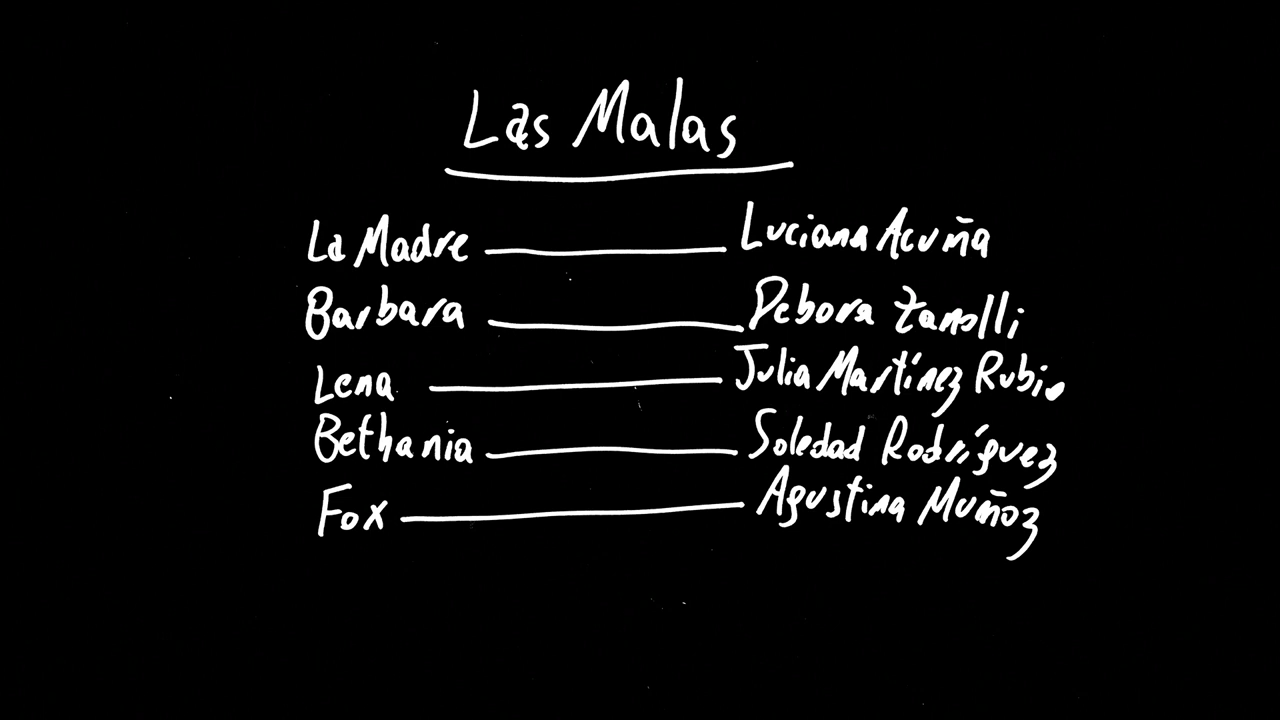 Las Malas
La Madre Luciana Acuña
Barbara Debora Zanolli
Lena Julia Martínez Rubio
Bethania Soledad Rodríguez
Fox Agustina Muñoz